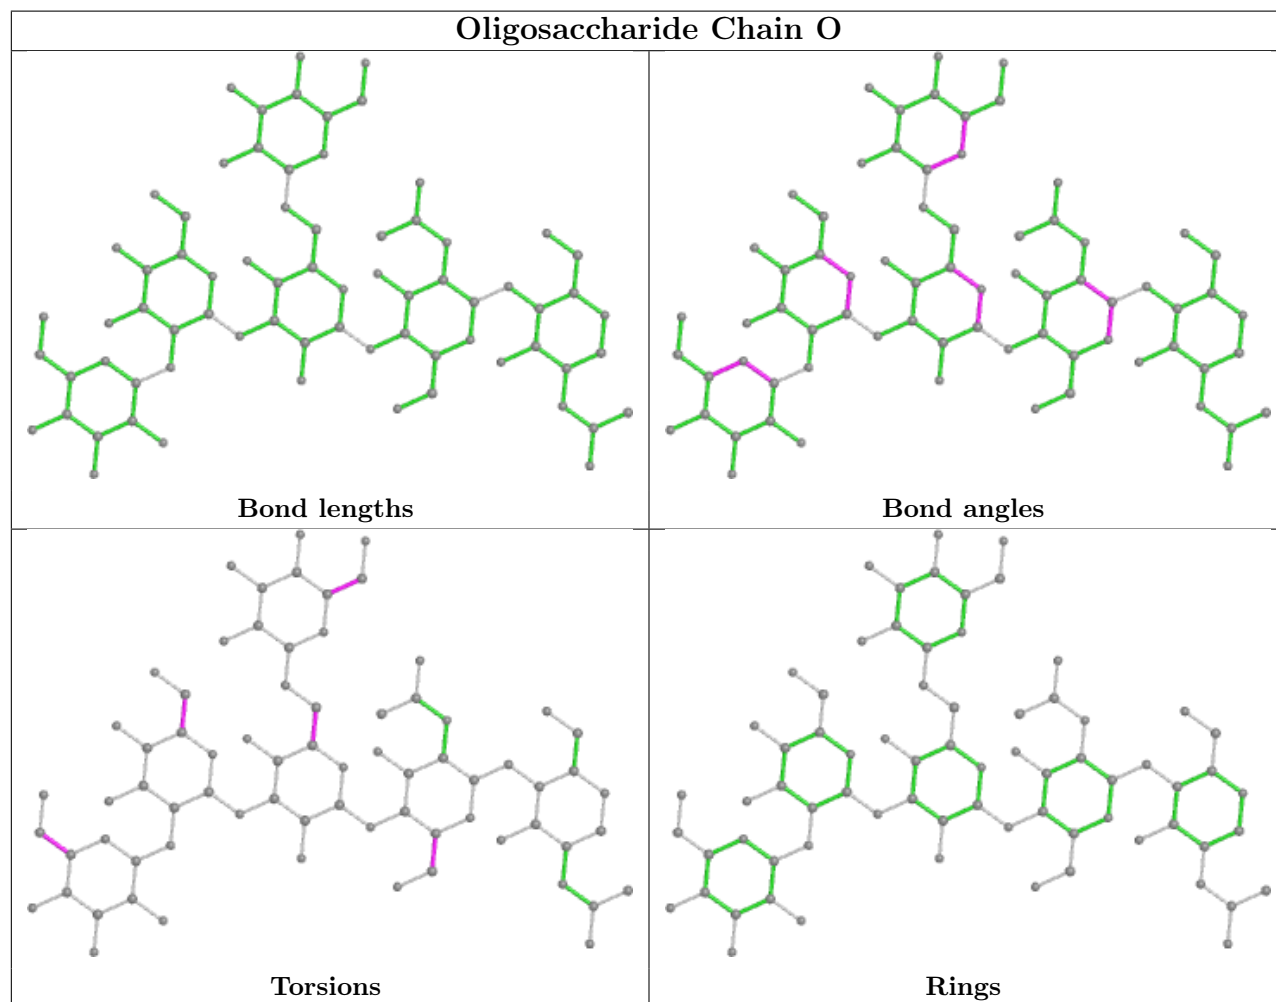 Oligosaccharide Chain O
Bond lengths
Bond angles
Torsions
Rings